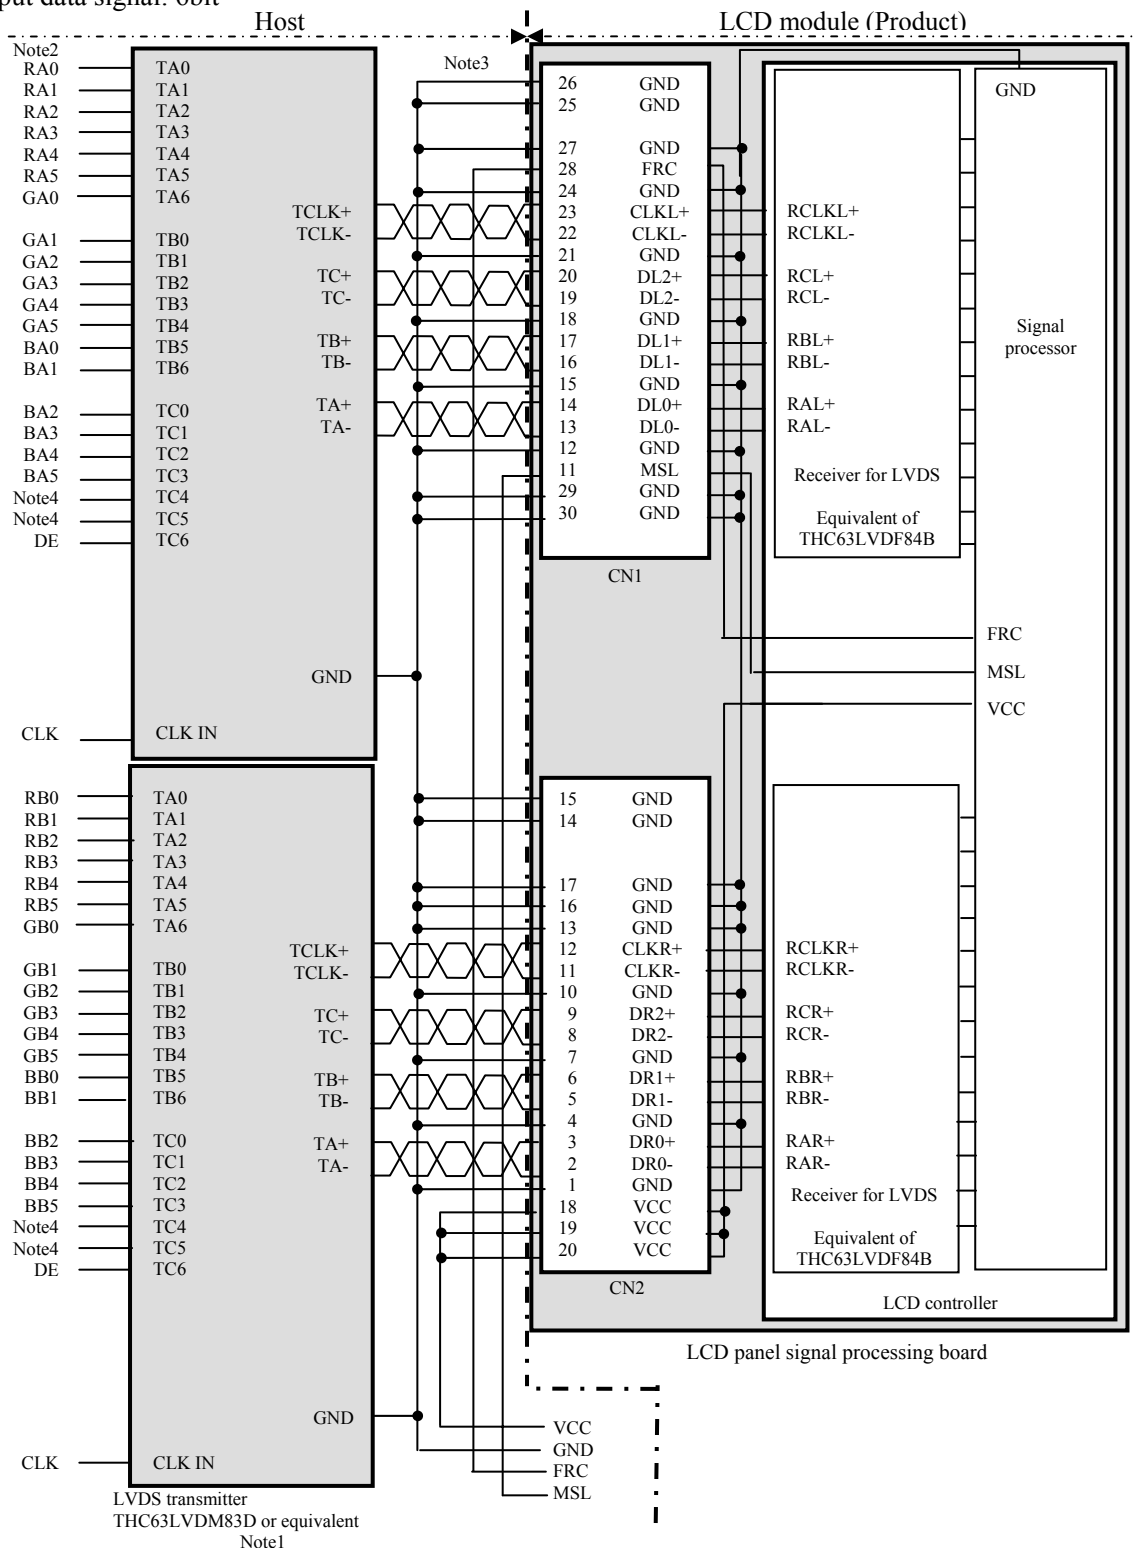 put data signal: 6bit
Host
LCD module (Product)
Note2
RA0 TA0
RA1 TA1
RA2 TA2
RA3 TA3
RA4 TA4
RA5 TA5
GA0 TA6
GA1 TB0
GA2 TB1
GA3 TB2
GA4 TB3
GA5 TB4
BA0 TB5
BA1 TB6
BA2 TC0
BA3 TC1
BA4 TC2
BA5 TC3
Note4 TC4
Note4 TC5
DE TC6
TCLK+
TCLK-
TC+
TC-
TB+
TB-
TA+
TA-
GND
CLK CLK IN
Note3
26 GND
25 GND
27 GND
28 FRC
24 GND
23 CLKL+
22 CLKL-
21 GND
20 DL2+
19 DL2-
18 GND
17 DL1+
16 DL1-
15 GND
14 DL0+
13 DL0-
12 GND
11 MSL
29 GND
30 GND
CN1
RCLKL+
RCLKL-
RCL+
RCL-
RBL+
RBL-
RAL+
RAL-
Receiver for LVDS
Equivalent of
THC63LVDF84B
GND
Signal
processor
FRC
MSL
VCC
RB0 TA0
RB1 TA1
RB2 TA2
RB3 TA3
RB4 TA4
RB5 TA5
GB0 TA6
GB1 TB0
GB2 TB1
GB3 TB2
GB4 TB3
GB5 TB4
BB0 TB5
BB1 TB6
BB2 TC0
BB3 TC1
BB4 TC2
BB5 TC3
Note4 TC4
Note4 TC5
DE TC6
TCLK+
TCLK-
TC+
TC-
TB+
TB-
TA+
TA-
GND
CLK CLK IN
15 GND
14 GND
17 GND
16 GND
13 GND
12 CLKR+
11 CLKR-
10 GND
9 DR2+
8 DR2-
7 GND
6 DR1+
5 DR1-
4 GND
3 DR0+
2 DR0-
1 GND
18 VCC
19 VCC
20 VCC
CN2
RCLKR+
RCLKR-
RCR+
RCR-
RBR+
RBR-
RAR+
RAR-
Receiver for LVDS
Equivalent of
THC63LVDF84B
LCD controller
LCD panel signal processing board
VCC
GND
FRC
MSL
LVDS transmitter
THC63LVDM83D or equivalent
Note1